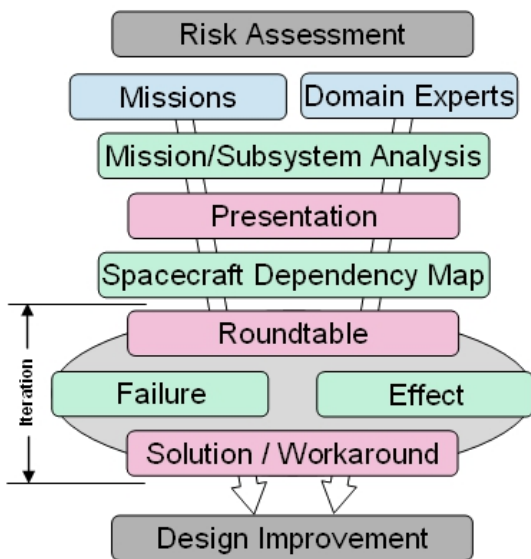 Risk Assessment
Missions
Domain Experts
Mission/Subsystem Analysis
Presentation
Spacecraft Dependency Map
Roundtable
Iteration
Failure
Effect
Solution / Workaround
Design Improvement